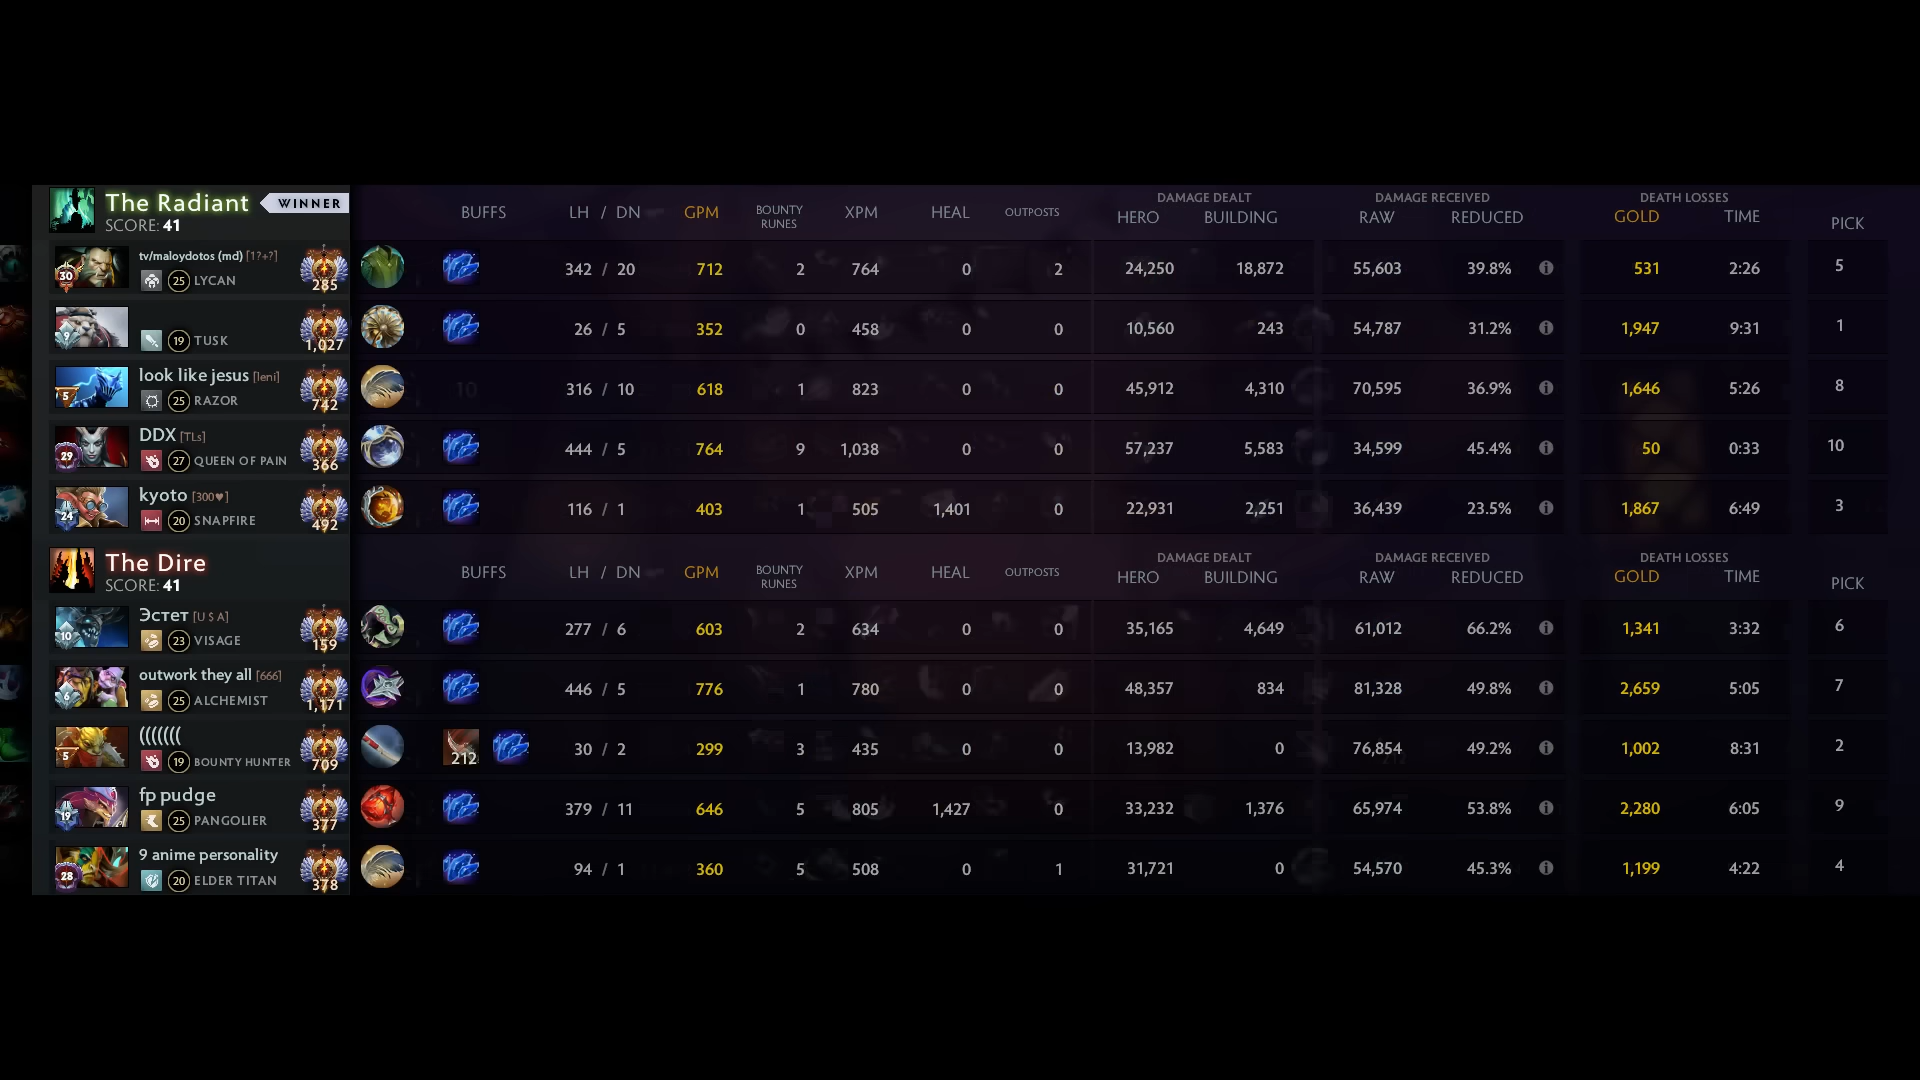 The Radiant WINNER
SCORE: 41
BUFFS LH / DN GPM BOUNTY RUNES XPM HEAL OUTPOSTS DAMAGE DEALT HERO BUILDING DAMAGE RECEIVED RAW REDUCED DEATH LOSSES GOLD TIME PICK
30 tv/maloydotos (md) [1?+?] 25 LYCAN 285 342 / 20 712 2 764 0 2 24,250 18,872 55,603 39.8% 531 2:26 5
9 19 TUSK 1,027 26 / 5 352 0 458 0 0 10,560 243 54,787 31.2% 1,947 9:31 1
5 look like jesus [leni] 25 RAZOR 742 10 316 / 10 618 1 823 0 0 45,912 4,310 70,595 36.9% 1,646 5:26 8
29 DDX [TLs] 27 QUEEN OF PAIN 366 444 / 5 764 9 1,038 0 0 57,237 5,583 34,599 45.4% 50 0:33 10
24 kyoto [300♥] 20 SNAPFIRE 492 116 / 1 403 1 505 1,401 0 22,931 2,251 36,439 23.5% 1,867 6:49 3
The Dire
SCORE: 41
BUFFS LH / DN GPM BOUNTY RUNES XPM HEAL OUTPOSTS DAMAGE DEALT HERO BUILDING DAMAGE RECEIVED RAW REDUCED DEATH LOSSES GOLD TIME PICK
10 Эстет [U $ A] 23 VISAGE 159 277 / 6 603 2 634 0 0 35,165 4,649 61,012 66.2% 1,341 3:32 6
6 outwork they all [666] 25 ALCHEMIST 1,171 446 / 5 776 1 780 0 0 48,357 834 81,328 49.8% 2,659 5:05 7
5 ((((((( 19 BOUNTY HUNTER 709 212 30 / 2 299 3 435 0 0 13,982 0 76,854 49.2% 1,002 8:31 2
19 fp pudge 25 PANGOLIER 377 379 / 11 646 5 805 1,427 0 33,232 1,376 65,974 53.8% 2,280 6:05 9
28 9 anime personality 20 ELDER TITAN 378 94 / 1 360 5 508 0 1 31,721 0 54,570 45.3% 1,199 4:22 4